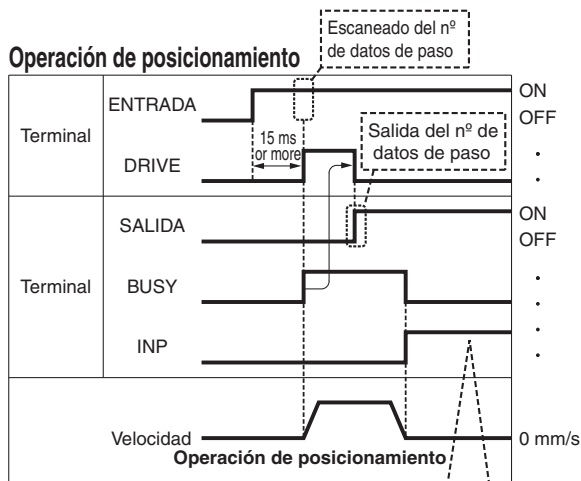 Escaneado del nº
de datos de paso
Operación de posicionamiento
ENTRADA
ON
OFF
Terminal
15 ms
or more
Salida del nº de
datos de paso
DRIVE
SALIDA
ON
OFF
Terminal
BUSY
INP
Velocidad
0 mm/s
Operación de posicionamiento